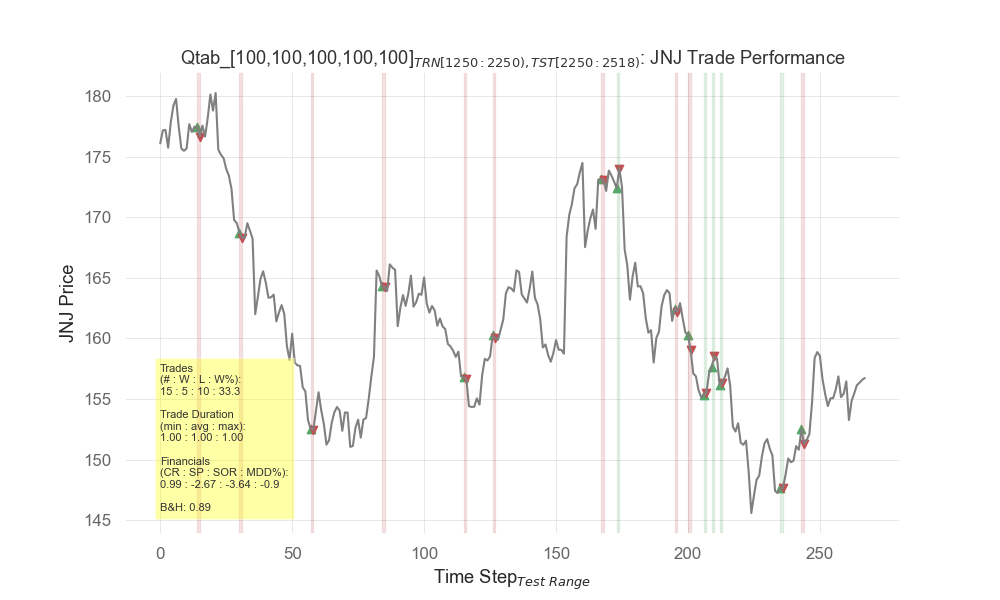 Qtab_[100,100,100,100,100]TRN[1250:2250),TST[2250:2518): JNJ Trade Performance
JNJ Price
180
175
170
165
160
155
150
145
Trades
(# : W : L : W%):
15 : 5 : 10 : 33.3
Trade Duration
(min : avg : max):
1.00 : 1.00 : 1.00
Financials
(CR : SP : SOR : MDD%):
0.99 : -2.67 : -3.64 : -0.9
B&H: 0.89
0 50 100 150 200 250
Time Step Test Range